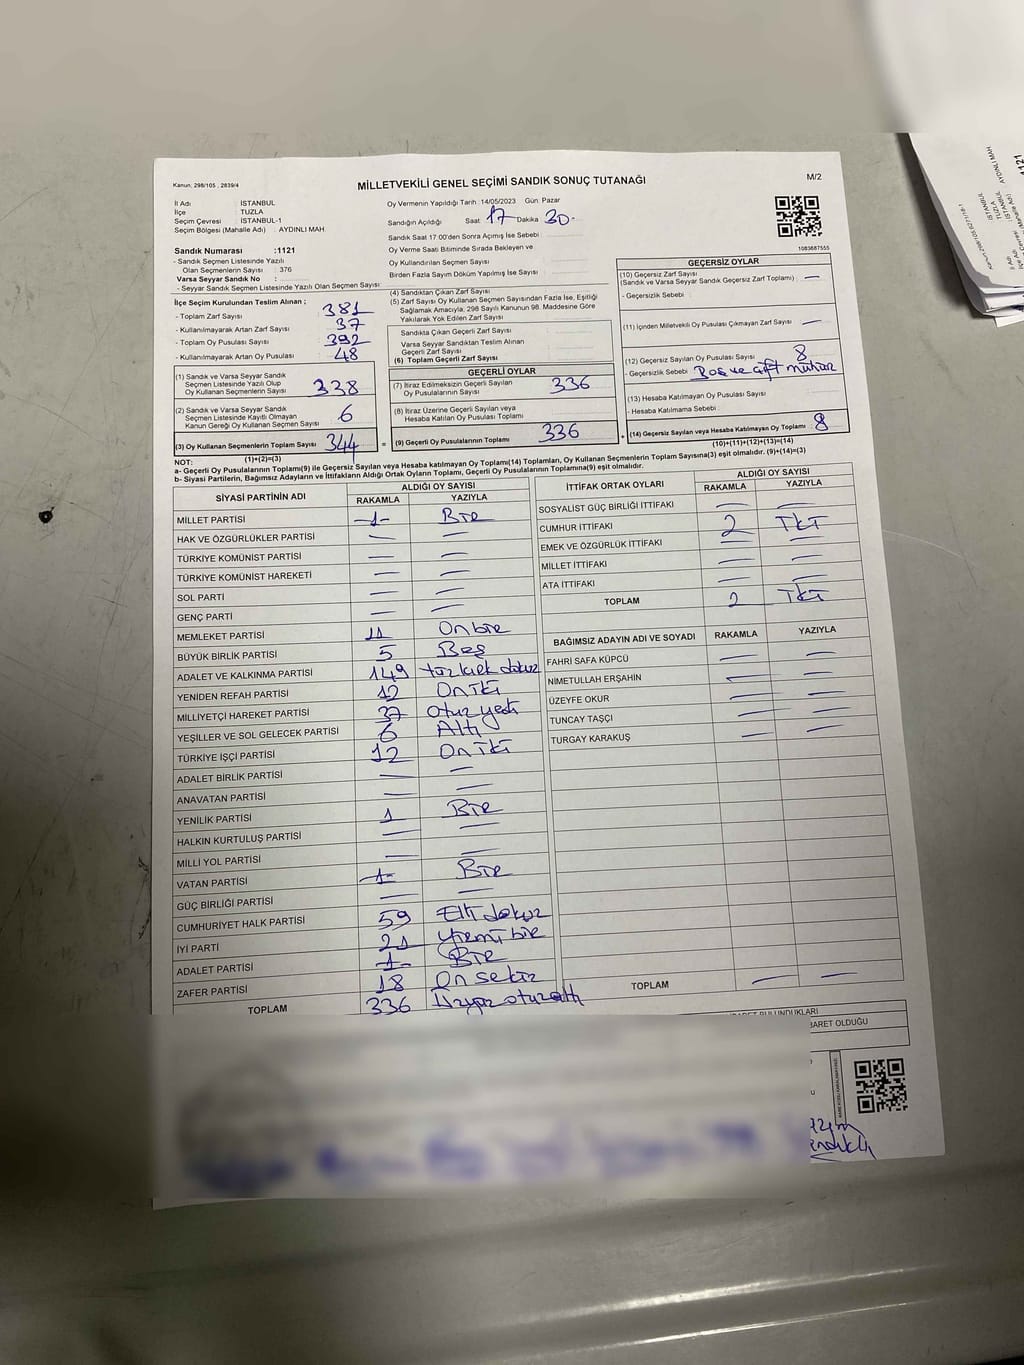 Kanun: 298/105 , 2839/4
MİLLETVEKİLİ GENEL SEÇİMİ SANDIK SONUÇ TUTANAĞI
M/2
İl Adı : İSTANBUL
İlçe : TUZLA
Seçim Çevresi : İSTANBUL-1
Seçim Bölgesi (Mahalle Adı) : AYDINLI MAH.
Oy Vermenin Yapıldığı Tarih : 14/05/2023 Gün: Pazar
Sandığın Açıldığı Saat 17 Dakika 30
Sandık Saat 17:00'den Sonra Açımış İse Sebebi :
Oy Verme Saati Bitiminde Sırada Bekleyen ve
Oy Kullandırılan Seçmen Sayısı :
Birden Fazla Sayım Döküm Yapılmış İse Sayısı :
1083687555
Sandık Numarası :1121
- Sandık Seçmen Listesinde Yazılı
Olan Seçmenlerin Sayısı : 376
Varsa Seyyar Sandık No :
- Seyyar Sandık Seçmen Listesinde Yazılı Olan Seçmen Sayısı:
İlçe Seçim Kurulundan Teslim Alınan ;
- Toplam Zarf Sayısı : 381
- Kullanılmayarak Artan Zarf Sayısı : 37
- Toplam Oy Pusulası Sayısı : 392
- Kullanılmayarak Artan Oy Pusulası : 48
(1) Sandık ve Varsa Seyyar Sandık
Seçmen Listesinde Yazılı Olup
Oy Kullanan Seçmenlerin Sayısı : 338
(2) Sandık ve Varsa Seyyar Sandık
Seçmen Listesinde Kayıtlı Olmayan
Kanun Gereği Oy Kullanan Seçmen Sayısı : 6
(3) Oy Kullanan Seçmenlerin Toplam Sayısı : 344 =
(1)+(2)=(3)
(4) Sandıktan Çıkan Zarf Sayısı :
(5) Zarf Sayısı Oy Kullanan Seçmen Sayısından Fazla İse, Eşitliği
Sağlamak Amacıyla, 298 Sayılı Kanunun 98. Maddesine Göre
Yakılarak Yok Edilen Zarf Sayısı :
Sandıkta Çıkan Geçerli Zarf Sayısı :
Varsa Seyyar Sandıktan Teslim Alınan
Geçerli Zarf Sayısı :
(6) Toplam Geçerli Zarf Sayısı :
GEÇERLİ OYLAR
(7) İtiraz Edilmeksizin Geçerli Sayılan
Oy Pusulalarının Sayısı : 336
(8) İtiraz Üzerine Geçerli Sayılan veya
Hesaba Katılan Oy Pusulası Toplamı :
(9) Geçerli Oy Pusulalarının Toplamı : 336 +
GEÇERSİZ OYLAR
(10) Geçersiz Zarf Sayısı
(Sandık ve Varsa Seyyar Sandık Geçersiz Zarf Toplamı) : —
- Geçersizlik Sebebi :
(11) İçinden Milletvekili Oy Pusulası Çıkmayan Zarf Sayısı : —
(12) Geçersiz Sayılan Oy Pusulası Sayısı : 8
- Geçersizlik Sebebi : Boş ve çift mühür
(13) Hesaba Katılmayan Oy Pusulası Sayısı :
- Hesaba Katılmama Sebebi :
(14) Geçersiz Sayılan veya Hesaba Katılmayan Oy Toplamı : 8
(10)+(11)+(12)+(13)=(14)
NOT:
a- Geçerli Oy Pusulalarının Toplamı(9) ile Geçersiz Sayılan veya Hesaba katılmayan Oy Toplamı(14) Toplamları, Oy Kullanan Seçmenlerin Toplam Sayısına(3) eşit olmalıdır. (9)+(14)=(3)
b- Siyasi Partilerin, Bağımsız Adayların ve İttifakların Aldığı Ortak Oyların Toplamı, Geçerli Oy Pusulalarının Toplamına(9) eşit olmalıdır.
SİYASİ PARTİNİN ADI ALDIĞI OY SAYISI
RAKAMLA YAZIYLA
MİLLET PARTİSİ -1- Bir
HAK VE ÖZGÜRLÜKLER PARTİSİ — —
TÜRKİYE KOMÜNİST PARTİSİ — —
TÜRKİYE KOMÜNİST HAREKETİ — —
SOL PARTİ — —
GENÇ PARTİ — —
MEMLEKET PARTİSİ 11 Onbir
BÜYÜK BİRLİK PARTİSİ 5 Beş
ADALET VE KALKINMA PARTİSİ 149 yüzkırk dokuz
YENİDEN REFAH PARTİSİ 12 Oniki
MİLLİYETÇİ HAREKET PARTİSİ 37 otuz yedi
YEŞİLLER VE SOL GELECEK PARTİSİ 6 Altı
TÜRKİYE İŞÇİ PARTİSİ 12 Oniki
ADALET BİRLİK PARTİSİ — —
ANAVATAN PARTİSİ — —
YENİLİK PARTİSİ 1 Bir
HALKIN KURTULUŞ PARTİSİ — —
MİLLİ YOL PARTİSİ — —
VATAN PARTİSİ -1- Bir
GÜÇ BİRLİĞİ PARTİSİ — —
CUMHURİYET HALK PARTİSİ 59 Elli dokuz
İYİ PARTİ 21 yirmi bir
ADALET PARTİSİ -1- Bir
ZAFER PARTİSİ 18 On sekiz
TOPLAM 336 Üçyüz otuzaltı
İTTİFAK ORTAK OYLARI ALDIĞI OY SAYISI
RAKAMLA YAZIYLA
SOSYALİST GÜÇ BİRLİĞİ İTTİFAKI — —
CUMHUR İTTİFAKI 2 İki
EMEK VE ÖZGÜRLÜK İTTİFAKI — —
MİLLET İTTİFAKI — —
ATA İTTİFAKI — —
TOPLAM 2 İki
BAĞIMSIZ ADAYIN ADI VE SOYADI RAKAMLA YAZIYLA
FAHRİ SAFA KÜPCÜ — —
NİMETULLAH ERŞAHİN — —
ÜZEYFE OKUR — —
TUNCAY TAŞÇI — —
TURGAY KARAKUŞ — —
TOPLAM — —
BULUNDUKLARI
BARET OLDUĞU
İSTANBUL
TUZLA
AYDINLI MAH
1121